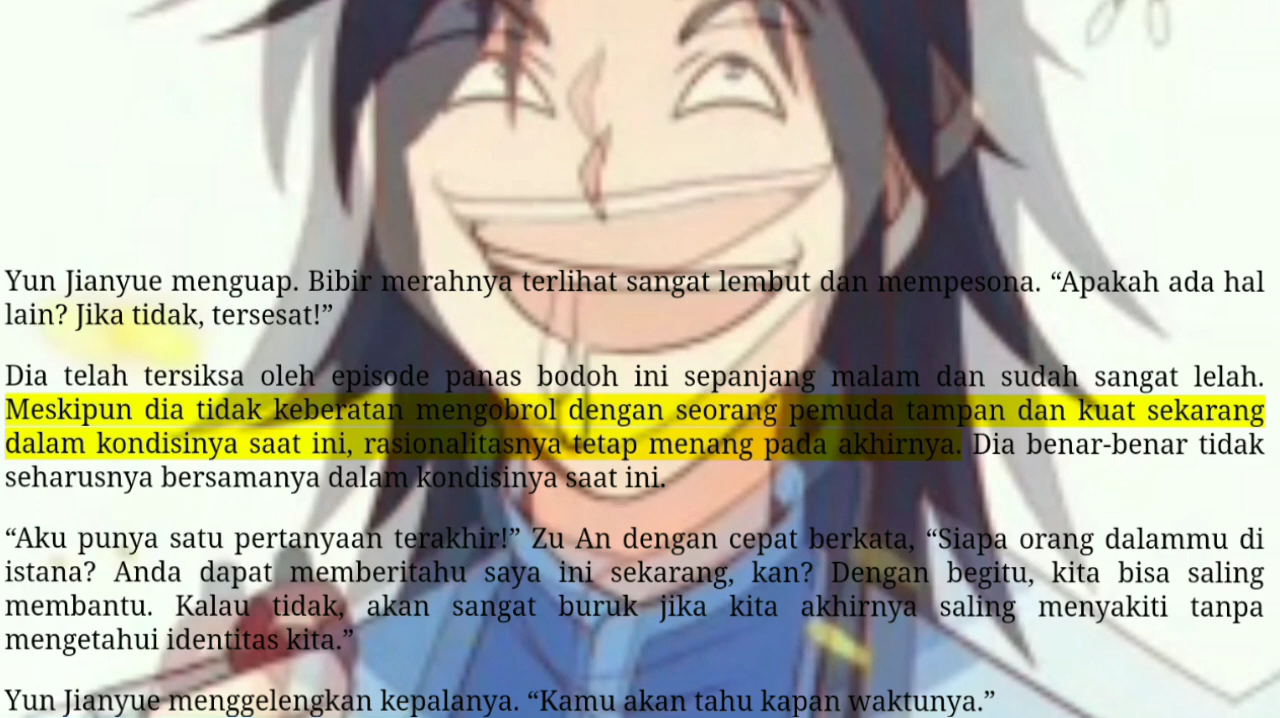 Yun Jianyue menguap. Bibir merahnya terlihat sangat lembut dan mempesona. “Apakah ada hal
lain? Jika tidak, tersesat!”
Dia telah tersiksa oleh episode panas bodoh ini sepanjang malam dan sudah sangat lelah.
Meskipun dia tidak keberatan mengobrol dengan seorang pemuda tampan dan kuat sekarang
dalam kondisinya saat ini, rasionalitasnya tetap menang pada akhirnya. Dia benar-benar tidak
seharusnya bersamanya dalam kondisinya saat ini.
“Aku punya satu pertanyaan terakhir!” Zu An dengan cepat berkata, “Siapa orang dalammu di
istana? Anda dapat memberitahu saya ini sekarang, kan? Dengan begitu, kita bisa saling
membantu. Kalau tidak, akan sangat buruk jika kita akhirnya saling menyakiti tanpa
mengetahui identitas kita.”
Yun Jianyue menggelengkan kepalanya. “Kamu akan tahu kapan waktunya.”